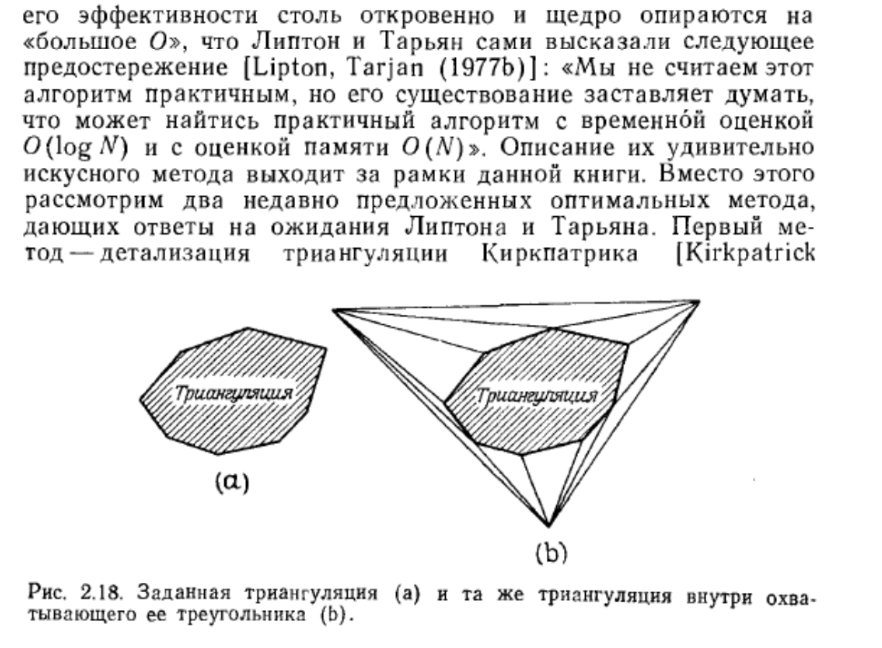 его эффективности столь откровенно и щедро опираются на
«большое O», что Липтон и Тарьян сами высказали следующее
предостережение [Lipton, Tarjan (1977b)]: «Мы не считаем этот
алгоритм практичным, но его существование заставляет думать,
что может найтись практичный алгоритм с временно́й оценкой
O(log N) и с оценкой памяти O(N)». Описание их удивительно
искусного метода выходит за рамки данной книги. Вместо этого
рассмотрим два недавно предложенных оптимальных метода,
дающих ответы на ожидания Липтона и Тарьяна. Первый ме-
тод — детализация триангуляции Киркпатрика [Kirkpatrick
Триангуляция
(a)
Триангуляция
(b)
Рис. 2.18. Заданная триангуляция (a) и та же триангуляция внутри охва-
тывающего ее треугольника (b).